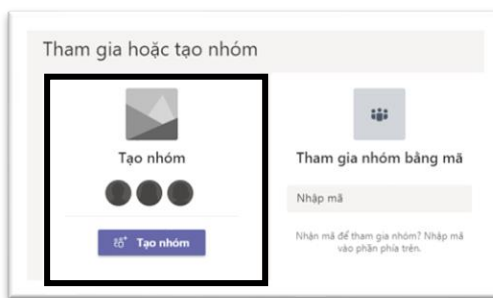 Tham gia hoặc tạo nhóm
Tạo nhóm
Tạo nhóm
Tham gia nhóm bằng mã
Nhập mã
Nhận mã để tham gia nhóm? Nhập mã
vào phần phía trên.